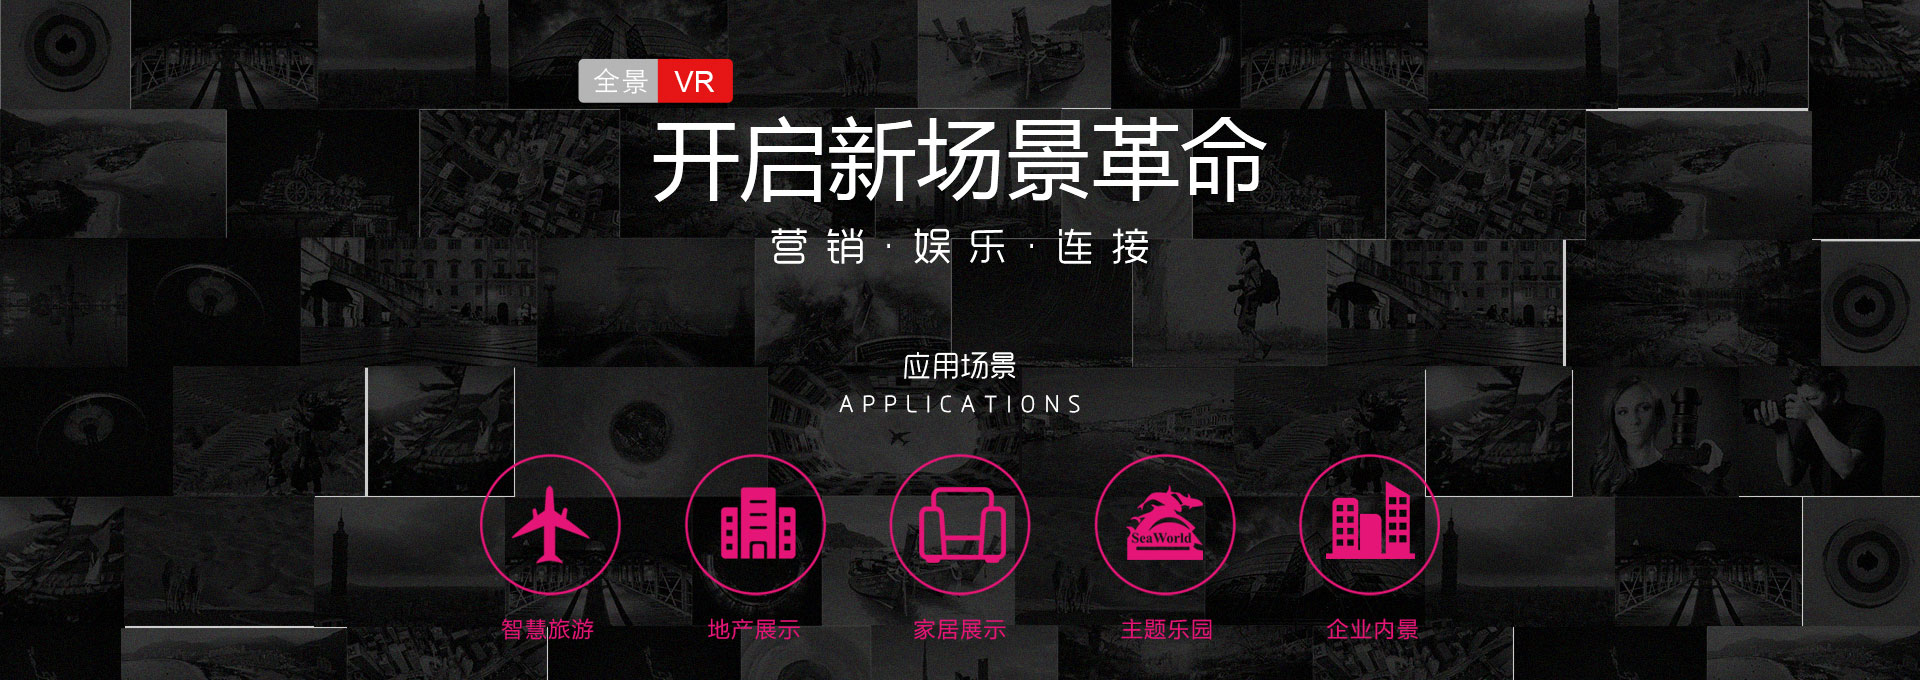 全景 VR
开启新场景革命
营销·娱乐·连接
应用场景
APPLICATIONS
SeaWorld
智慧旅游 地产展示 家居展示 主题乐园 企业内景